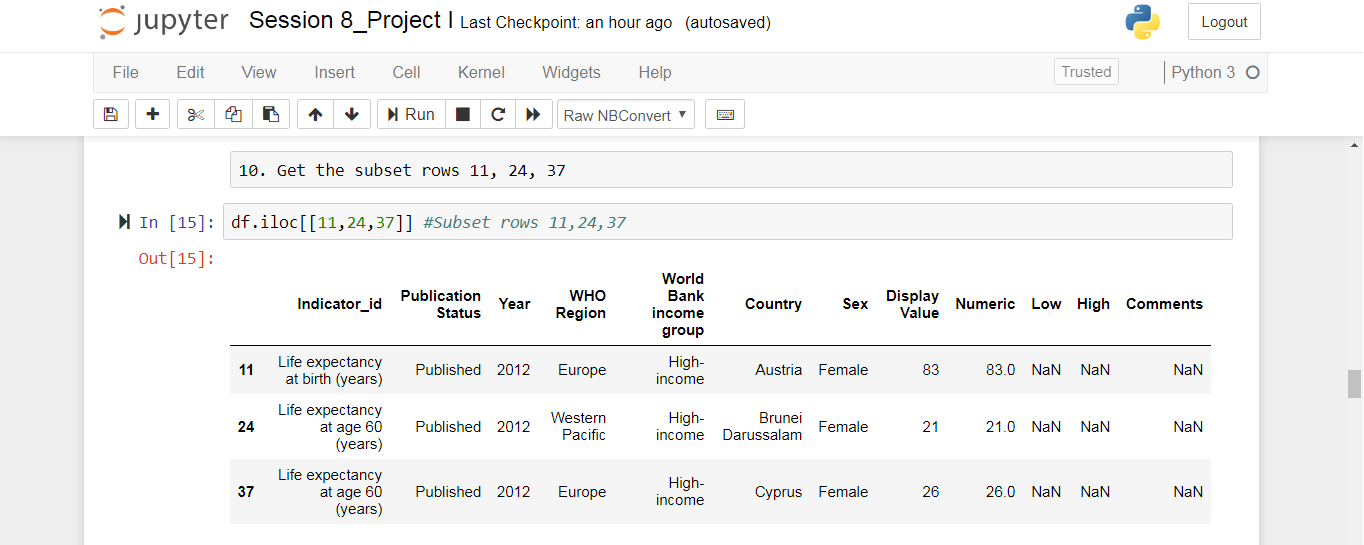 jupyter Session 8_Project I Last Checkpoint: an hour ago (autosaved) Logout
File Edit View Insert Cell Kernel Widgets Help Trusted Python 3
Run Raw NBConvert
10. Get the subset rows 11, 24, 37
In [15]: df.iloc[[11,24,37]] #Subset rows 11,24,37
Out[15]:
Indicator_id Publication Status Year WHO Region World Bank income group Country Sex Display Value Numeric Low High Comments
11 Life expectancy at birth (years) Published 2012 Europe High-income Austria Female 83 83.0 NaN NaN NaN
24 Life expectancy at age 60 (years) Published 2012 Western Pacific High-income Brunei Darussalam Female 21 21.0 NaN NaN NaN
37 Life expectancy at age 60 (years) Published 2012 Europe High-income Cyprus Female 26 26.0 NaN NaN NaN